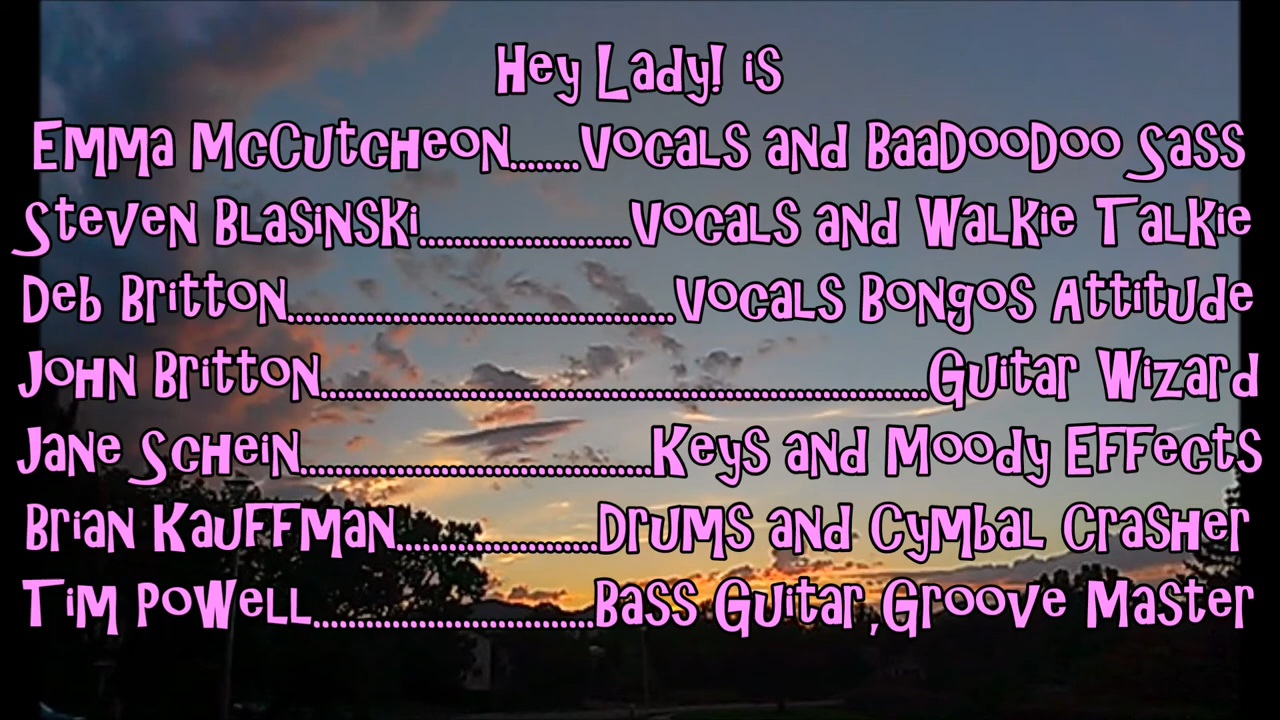 Hey Lady! is
Emma McCutcheon........Vocals and BaaDooDoo Sass
Steven Blasinski........................Vocals and Walkie Talkie
Deb Britton............................................Vocals Bongos Attitude
John Britton......................................................................Guitar Wizard
Jane Schein........................................Keys and Moody Effects
Brian Kauffman.......................Drums and Cymbal Crasher
Tim Powell................................Bass Guitar,Groove Master